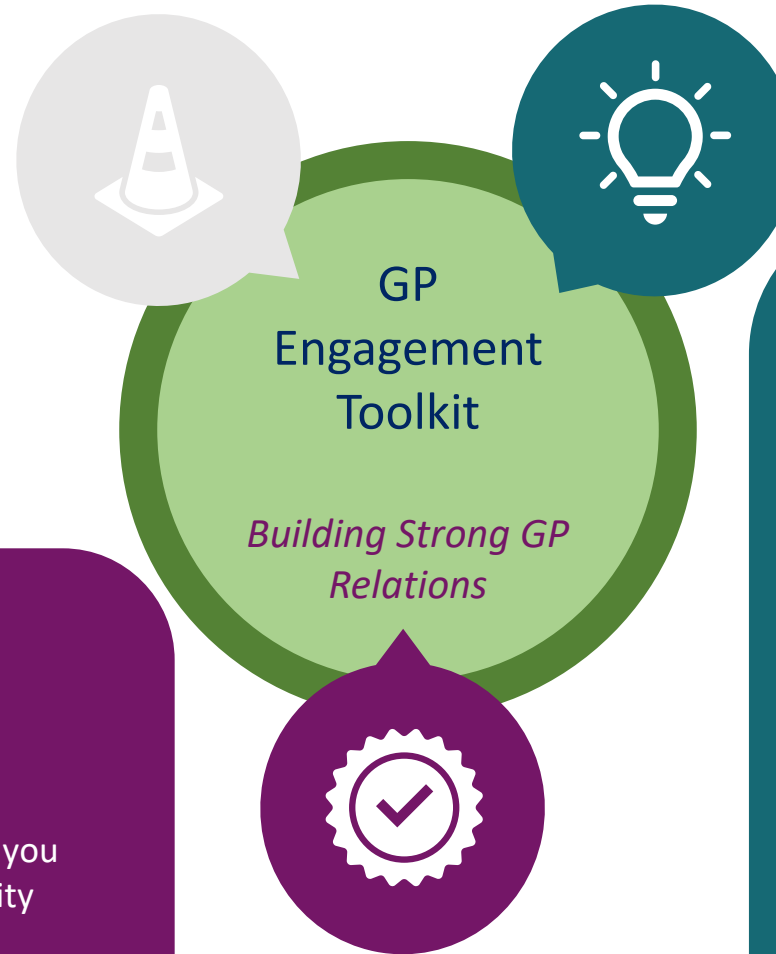 GP
Engagement
Toolkit
Building Strong GP
Relations
you
ity